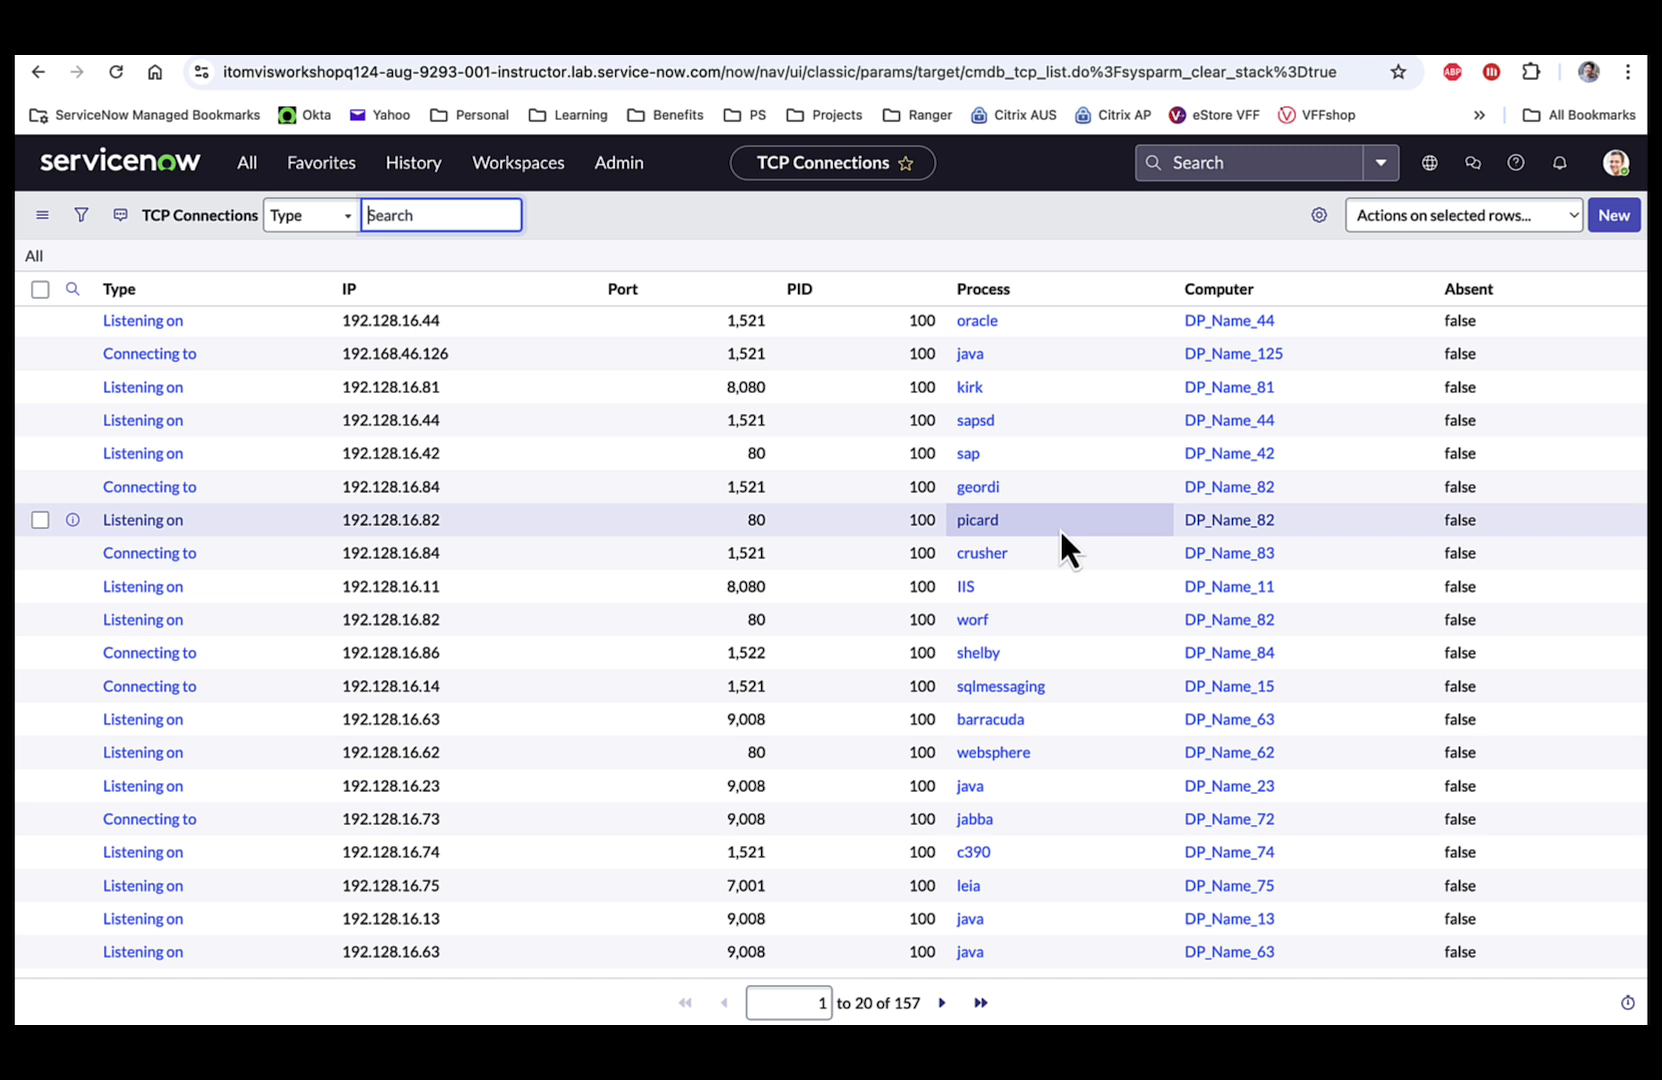 itomvisworkshopq124-aug-9293-001-instructor.lab.service-now.com/now/nav/ui/classic/params/target/cmdb_tcp_list.do%3Fsysparm_clear_stack%3Dtrue ABP
ServiceNow Managed Bookmarks Okta Yahoo Personal Learning Benefits PS Projects Ranger Citrix AUS Citrix AP eStore VFF VFFshop » All Bookmarks
servicenow All Favorites History Workspaces Admin TCP Connections Search
TCP Connections Type Search Actions on selected rows... New
All
Type IP Port PID Process Computer Absent
Listening on 192.128.16.44 1,521 100 oracle DP_Name_44 false
Connecting to 192.168.46.126 1,521 100 java DP_Name_125 false
Listening on 192.128.16.81 8,080 100 kirk DP_Name_81 false
Listening on 192.128.16.44 1,521 100 sapsd DP_Name_44 false
Listening on 192.128.16.42 80 100 sap DP_Name_42 false
Connecting to 192.128.16.84 1,521 100 geordi DP_Name_82 false
Listening on 192.128.16.82 80 100 picard DP_Name_82 false
Connecting to 192.128.16.84 1,521 100 crusher DP_Name_83 false
Listening on 192.128.16.11 8,080 100 IIS DP_Name_11 false
Listening on 192.128.16.82 80 100 worf DP_Name_82 false
Connecting to 192.128.16.86 1,522 100 shelby DP_Name_84 false
Connecting to 192.128.16.14 1,521 100 sqlmessaging DP_Name_15 false
Listening on 192.128.16.63 9,008 100 barracuda DP_Name_63 false
Listening on 192.128.16.62 80 100 websphere DP_Name_62 false
Listening on 192.128.16.23 9,008 100 java DP_Name_23 false
Connecting to 192.128.16.73 9,008 100 jabba DP_Name_72 false
Listening on 192.128.16.74 1,521 100 c390 DP_Name_74 false
Listening on 192.128.16.75 7,001 100 leia DP_Name_75 false
Listening on 192.128.16.13 9,008 100 java DP_Name_13 false
Listening on 192.128.16.63 9,008 100 java DP_Name_63 false
1 to 20 of 157